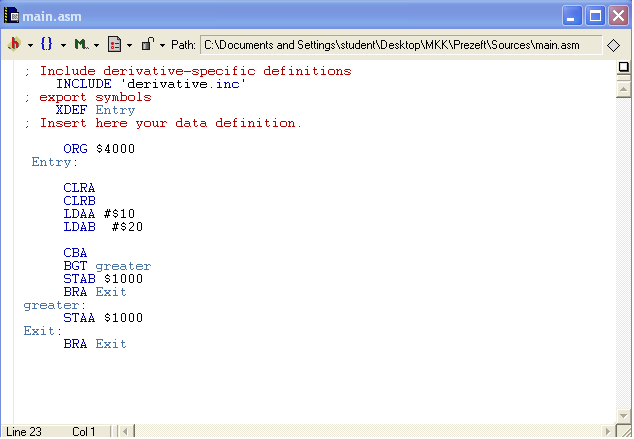 main.asm
h {} M. Path: C:\Documents and Settings\student\Desktop\MKK\Prezeft\Sources\main.asm
; Include derivative-specific definitions
INCLUDE 'derivative.inc'
; export symbols
XDEF Entry
; Insert here your data definition.
ORG $4000
Entry:
CLRA
CLRB
LDAA #$10
LDAB  #$20
CBA
BGT greater
STAB $1000
BRA Exit
greater:
STAA $1000
Exit:
BRA Exit
Line 23 Col 1